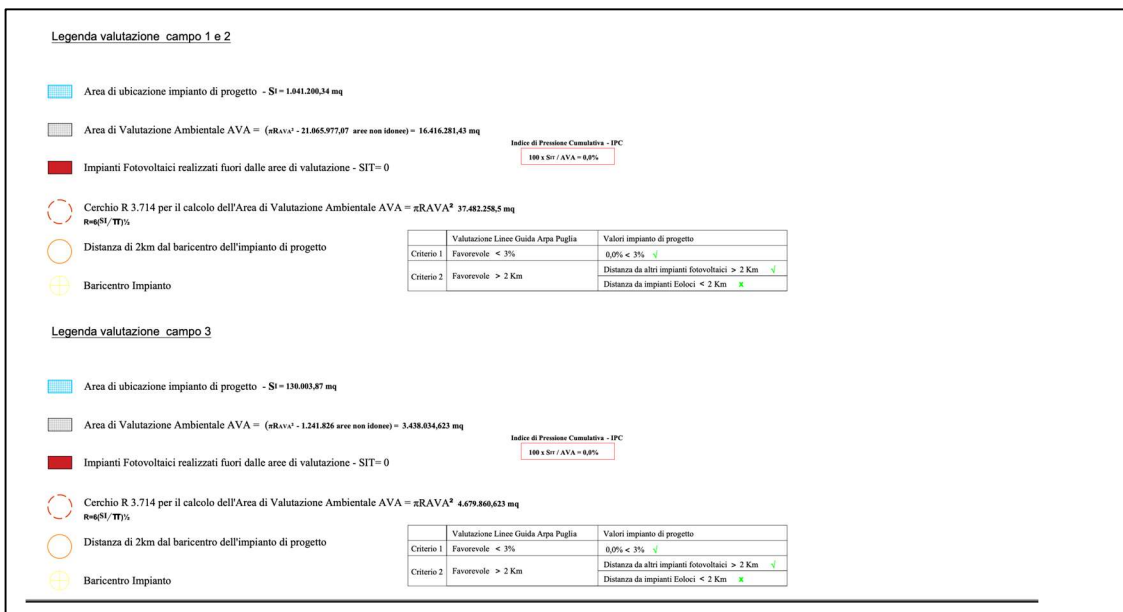 Legenda valutazione campo 1 e 2
Area di ubicazione impianto di progetto - SI = 1.041.200,34 mq
Area di Valutazione Ambientale AVA = (πRAVA² - 21.065.977,07 aree non idonee) = 16.416.281,43 mq
Indice di Pressione Cumulativa - IPC
100 x SIT / AVA = 0,0%
Impianti Fotovoltaici realizzati fuori dalle aree di valutazione - SIT= 0
Cerchio R 3.714 per il calcolo dell'Area di Valutazione Ambientale AVA = πRAVA² 37.482.258,5 mq
R=6(SI/π)½
Distanza di 2km dal baricentro dell'impianto di progetto
Baricentro Impianto
Valutazione Linee Guida Arpa Puglia Valori impianto di progetto
Criterio 1 Favorevole < 3% 0,0% < 3% √
Criterio 2 Favorevole > 2 Km Distanza da altri impianti fotovoltaici > 2 Km √
Distanza da impianti Eoloci < 2 Km x
Legenda valutazione campo 3
Area di ubicazione impianto di progetto - SI = 130.003,87 mq
Area di Valutazione Ambientale AVA = (πRAVA² - 1.241.826 aree non idonee) = 3.438.034,623 mq
Indice di Pressione Cumulativa - IPC
100 x SIT / AVA = 0,0%
Impianti Fotovoltaici realizzati fuori dalle aree di valutazione - SIT= 0
Cerchio R 3.714 per il calcolo dell'Area di Valutazione Ambientale AVA = πRAVA² 4.679.860,623 mq
R=6(SI/π)½
Distanza di 2km dal baricentro dell'impianto di progetto
Baricentro Impianto
Valutazione Linee Guida Arpa Puglia Valori impianto di progetto
Criterio 1 Favorevole < 3% 0,0% < 3% √
Criterio 2 Favorevole > 2 Km Distanza da altri impianti fotovoltaici > 2 Km √
Distanza da impianti Eoloci < 2 Km x